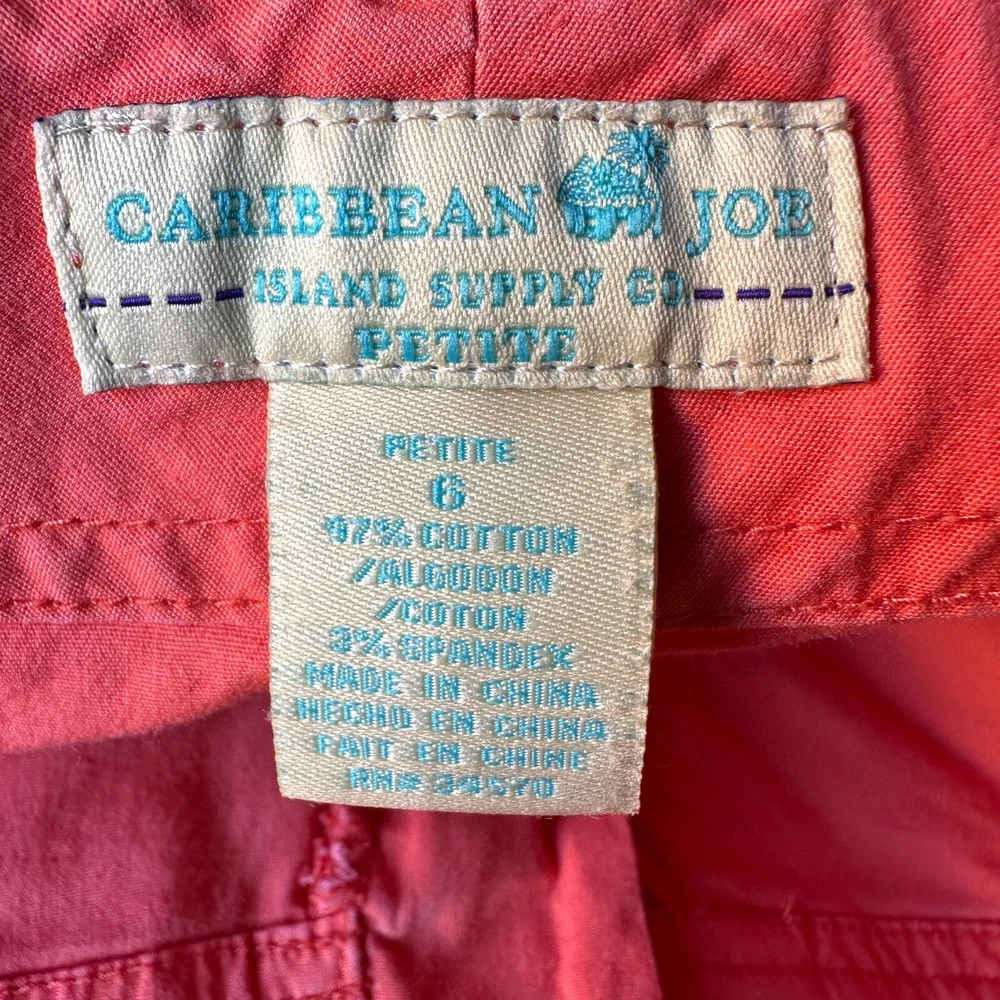 CARIBBEAN JOE
ISLAND SUPPLY CO.
PETITE
PETITE
6
97% COTTON
/ALGODON
/COTON
3% SPANDEX
MADE IN CHINA
HECHO EN CHINA
FAIT EN CHINE
RN# 34570